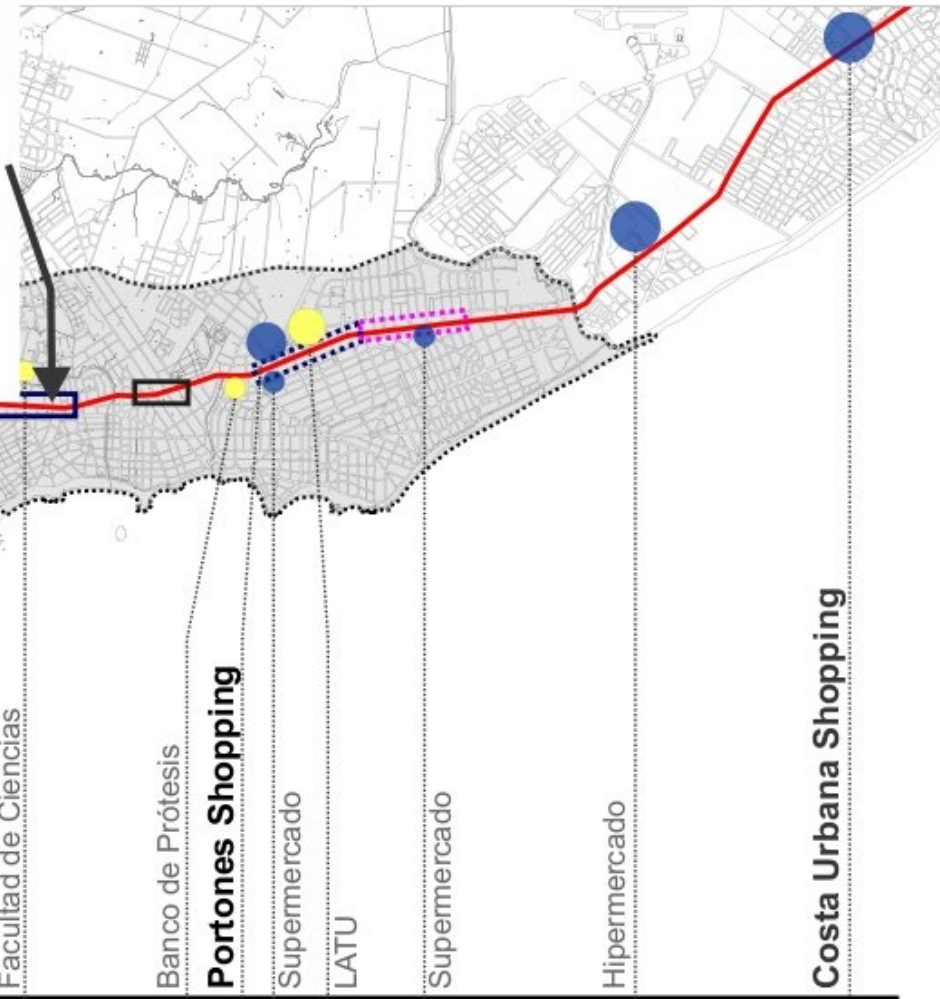 Facultad de Ciencias
Banco de Prótesis
Portones Shopping
Supermercado
LATU
Supermercado
Hipermercado
Costa Urbana Shopping